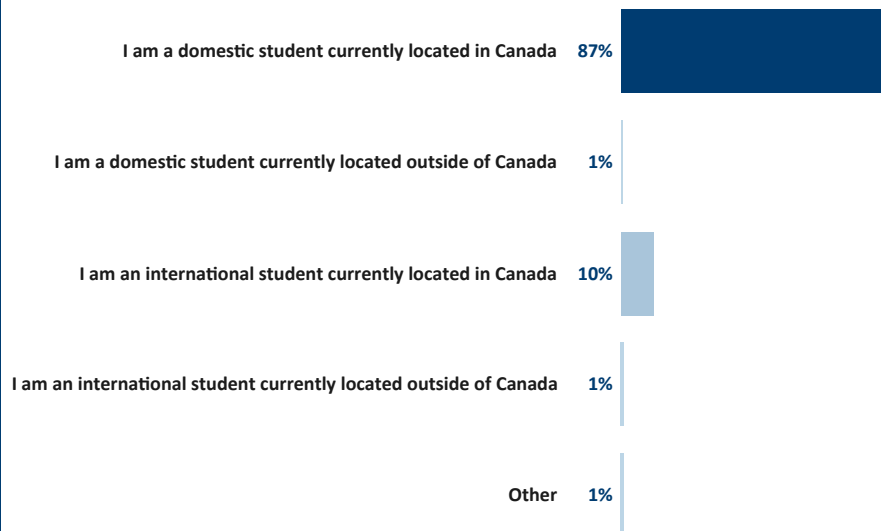 I am a domestic student currently located in Canada 87%
I am a domestic student currently located outside of Canada 1%
I am an international student currently located in Canada 10%
I am an international student currently located outside of Canada 1%
Other 1%